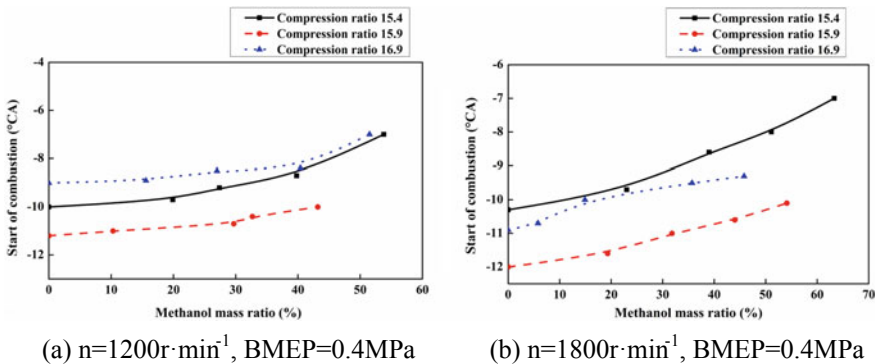 Compression ratio 15.4
Compression ratio 15.9
Compression ratio 16.9
-4
-6
-8
-10
-12
Start of combustion (°CA)
0 10 20 30 40 50 60
Methanol mass ratio (%)
(a) n=1200r·min⁻¹, BMEP=0.4MPa
Compression ratio 15.4
Compression ratio 15.9
Compression ratio 16.9
-6
-7
-8
-9
-10
-11
-12
Start of combustion (°CA)
0 10 20 30 40 50 60 70
Methanol mass ratio (%)
(b) n=1800r·min⁻¹, BMEP=0.4MPa